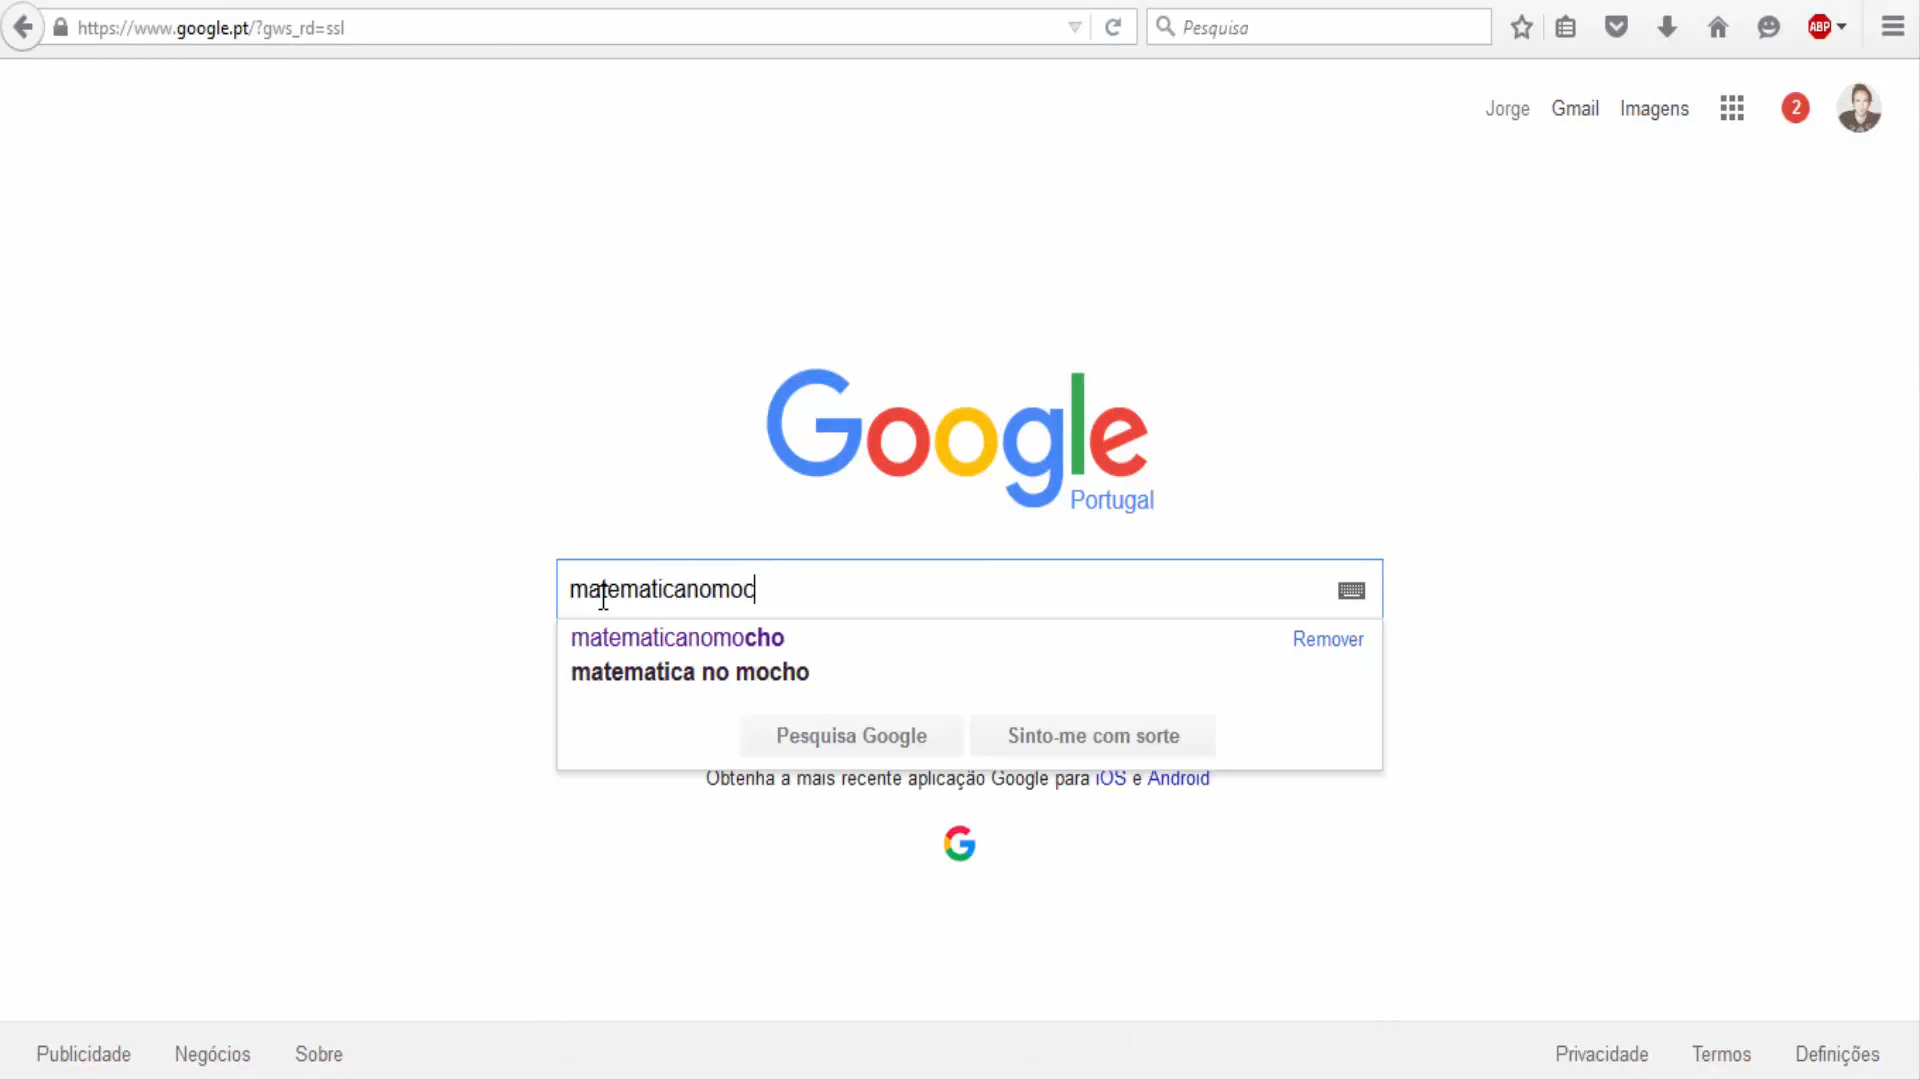 https://www.google.pt/?gws_rd=ssl
Pesquisa
ABP
Jorge Gmail Imagens 2
Google
Portugal
matematicanomoc
matematicanomocho Remover
matematica no mocho
Pesquisa Google Sinto-me com sorte
Obtenha a mais recente aplicação Google para iOS e Android
G
Publicidade Negócios Sobre Privacidade Termos Definições